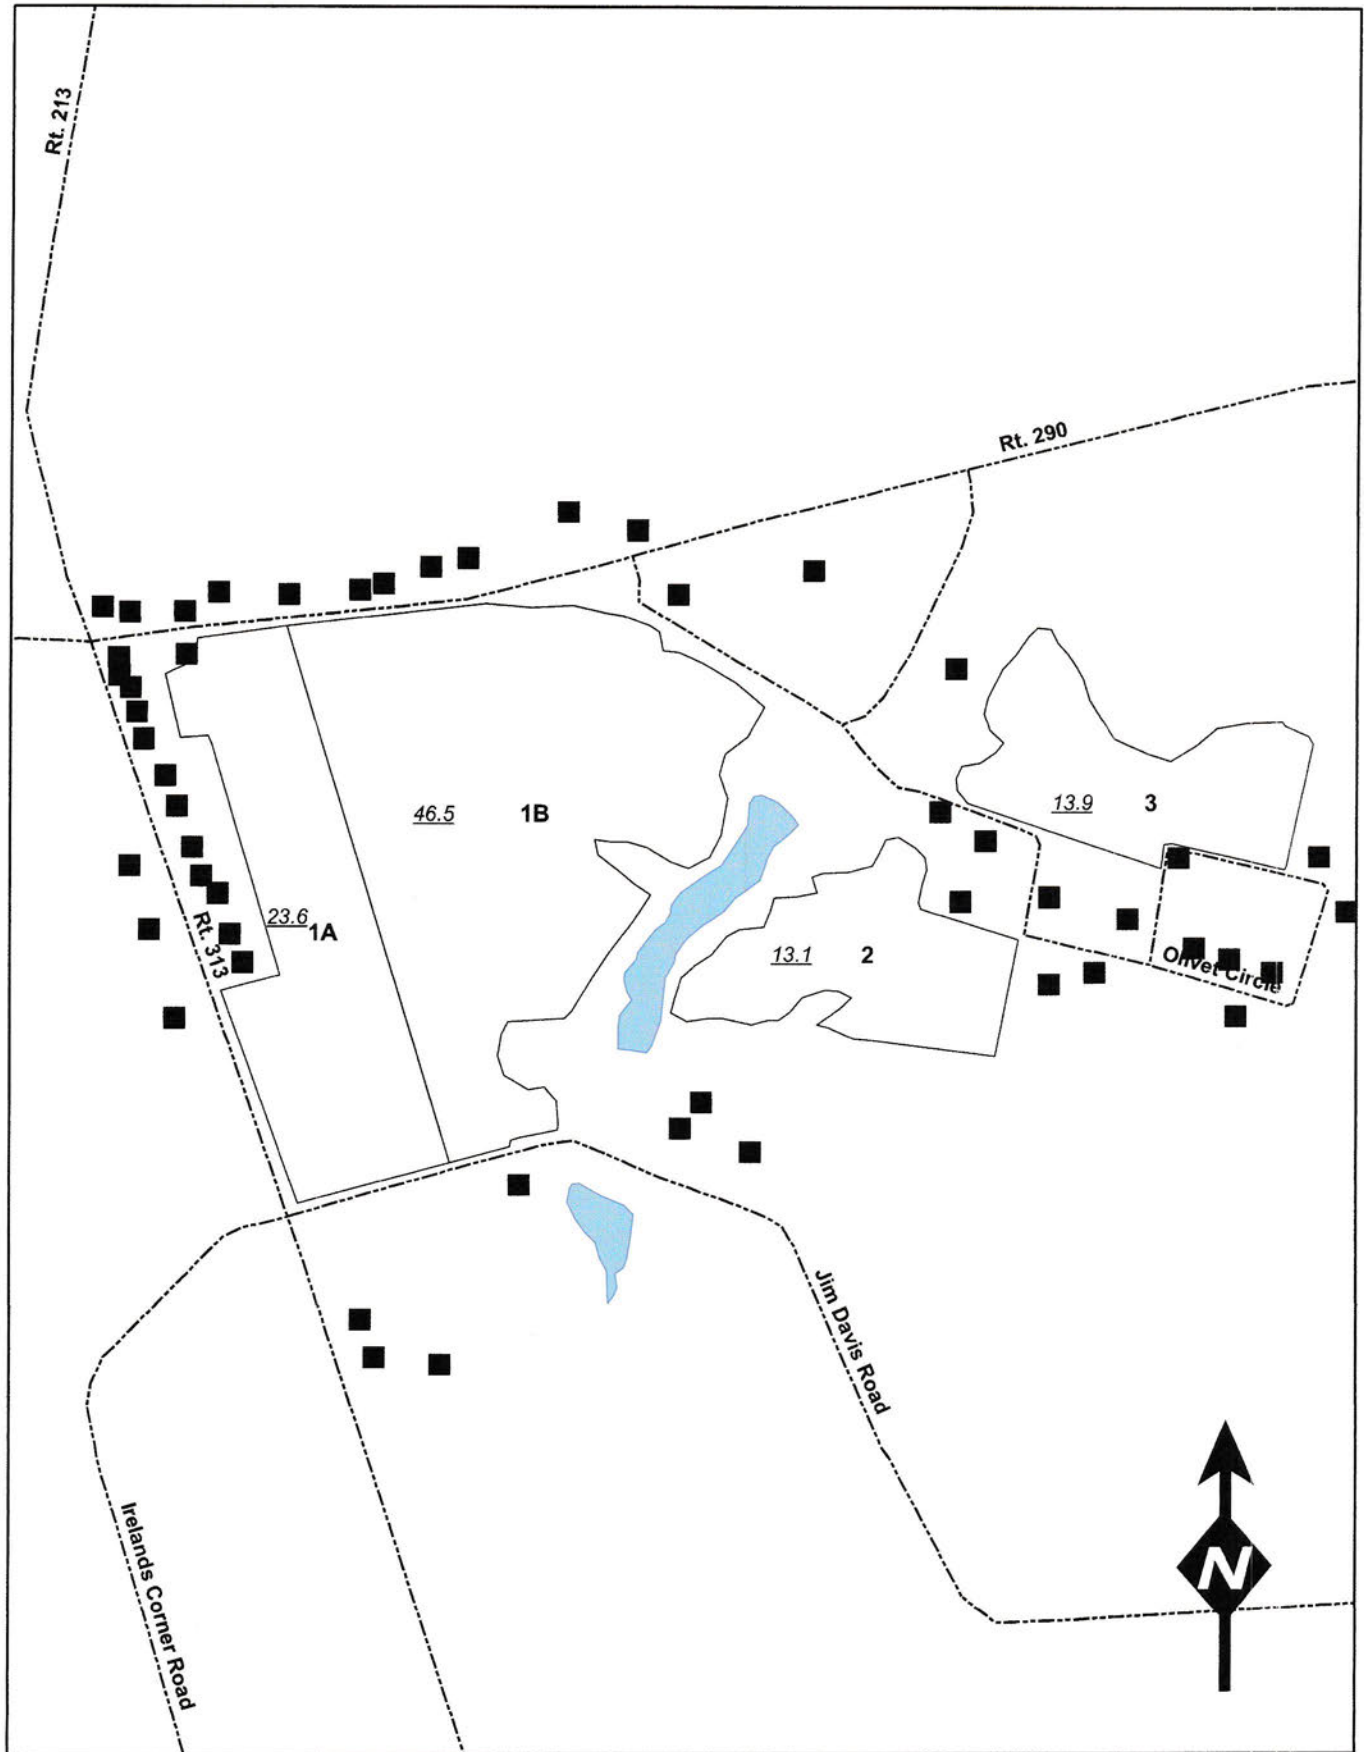 Rt. 213
Rt. 290
46.5 1B
13.9 3
23.6 1A
Rt. 313
13.1 2
Olivet Circle
Jim Davis Road
Irelands Corner Road
N